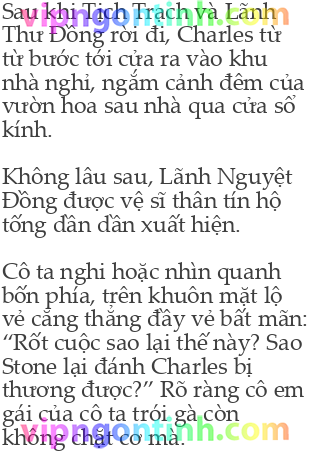 Sau khi Tịch Trạch và Lãnh
Thư Đồng rời đi, Charles từ
từ bước tới cửa ra vào khu
nhà nghỉ, ngắm cảnh đêm của
vườn hoa sau nhà qua cửa sổ
kính.
Không lâu sau, Lãnh Nguyệt
Đồng được vệ sĩ thân tín hộ
tống dần dần xuất hiện.
Cô ta nghi hoặc nhìn quanh
bốn phía, trên khuôn mặt lộ
vẻ căng thẳng đầy vẻ bất mãn:
“Rốt cuộc sao lại thế này? Sao
Stone lại đánh Charles bị
thương được?” Rõ ràng cô em
gái của cô ta trói gà còn
không chặt cơ mà.
vipngontinh.com
vipngontinh.com